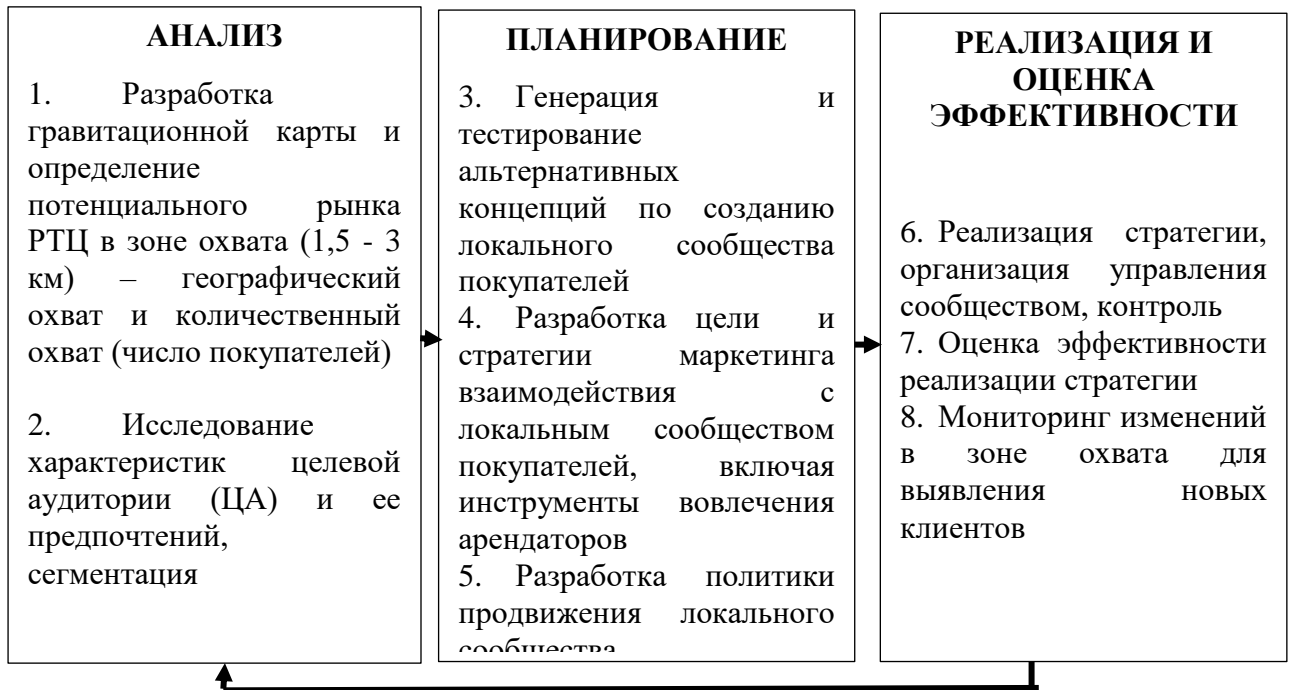 АНАЛИЗ
1. Разработка
гравитационной карты и
определение
потенциального рынка
РТЦ в зоне охвата (1,5 - 3
км) – географический
охват и количественный
охват (число покупателей)
2. Исследование
характеристик целевой
аудитории (ЦА) и ее
предпочтений,
сегментация
ПЛАНИРОВАНИЕ
3. Генерация и
тестирование
альтернативных
концепций по созданию
локального сообщества
покупателей
4. Разработка цели и
стратегии маркетинга
взаимодействия с
локальным сообществом
покупателей, включая
инструменты вовлечения
арендаторов
5. Разработка политики
продвижения локального
сообщества
РЕАЛИЗАЦИЯ И
ОЦЕНКА
ЭФФЕКТИВНОСТИ
6. Реализация стратегии,
организация управления
сообществом, контроль
7. Оценка эффективности
реализации стратегии
8. Мониторинг изменений
в зоне охвата для
выявления новых
клиентов